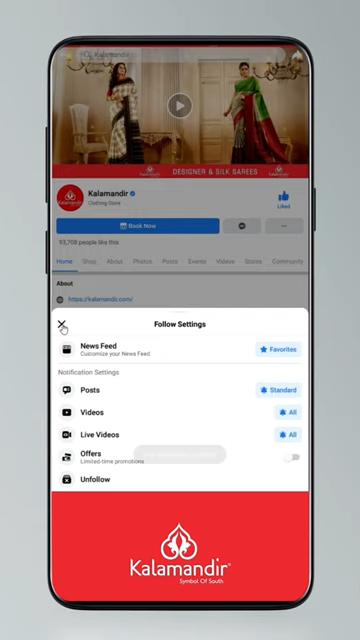 Kalamandir
DESIGNER & SILK SAREES
Kalamandir
Clothing Store
Liked
Book Now
93,708 people like this
Home Shop About Photos Posts Events Videos Stores Community
About
https://kalamandir.com/
Follow Settings
News Feed
Customize your News Feed
Favorites
Notification Settings
Posts
Standard
Videos
All
Live Videos
All
Offers
Limited-time promotions
Unfollow
Kalamandir
Symbol Of South